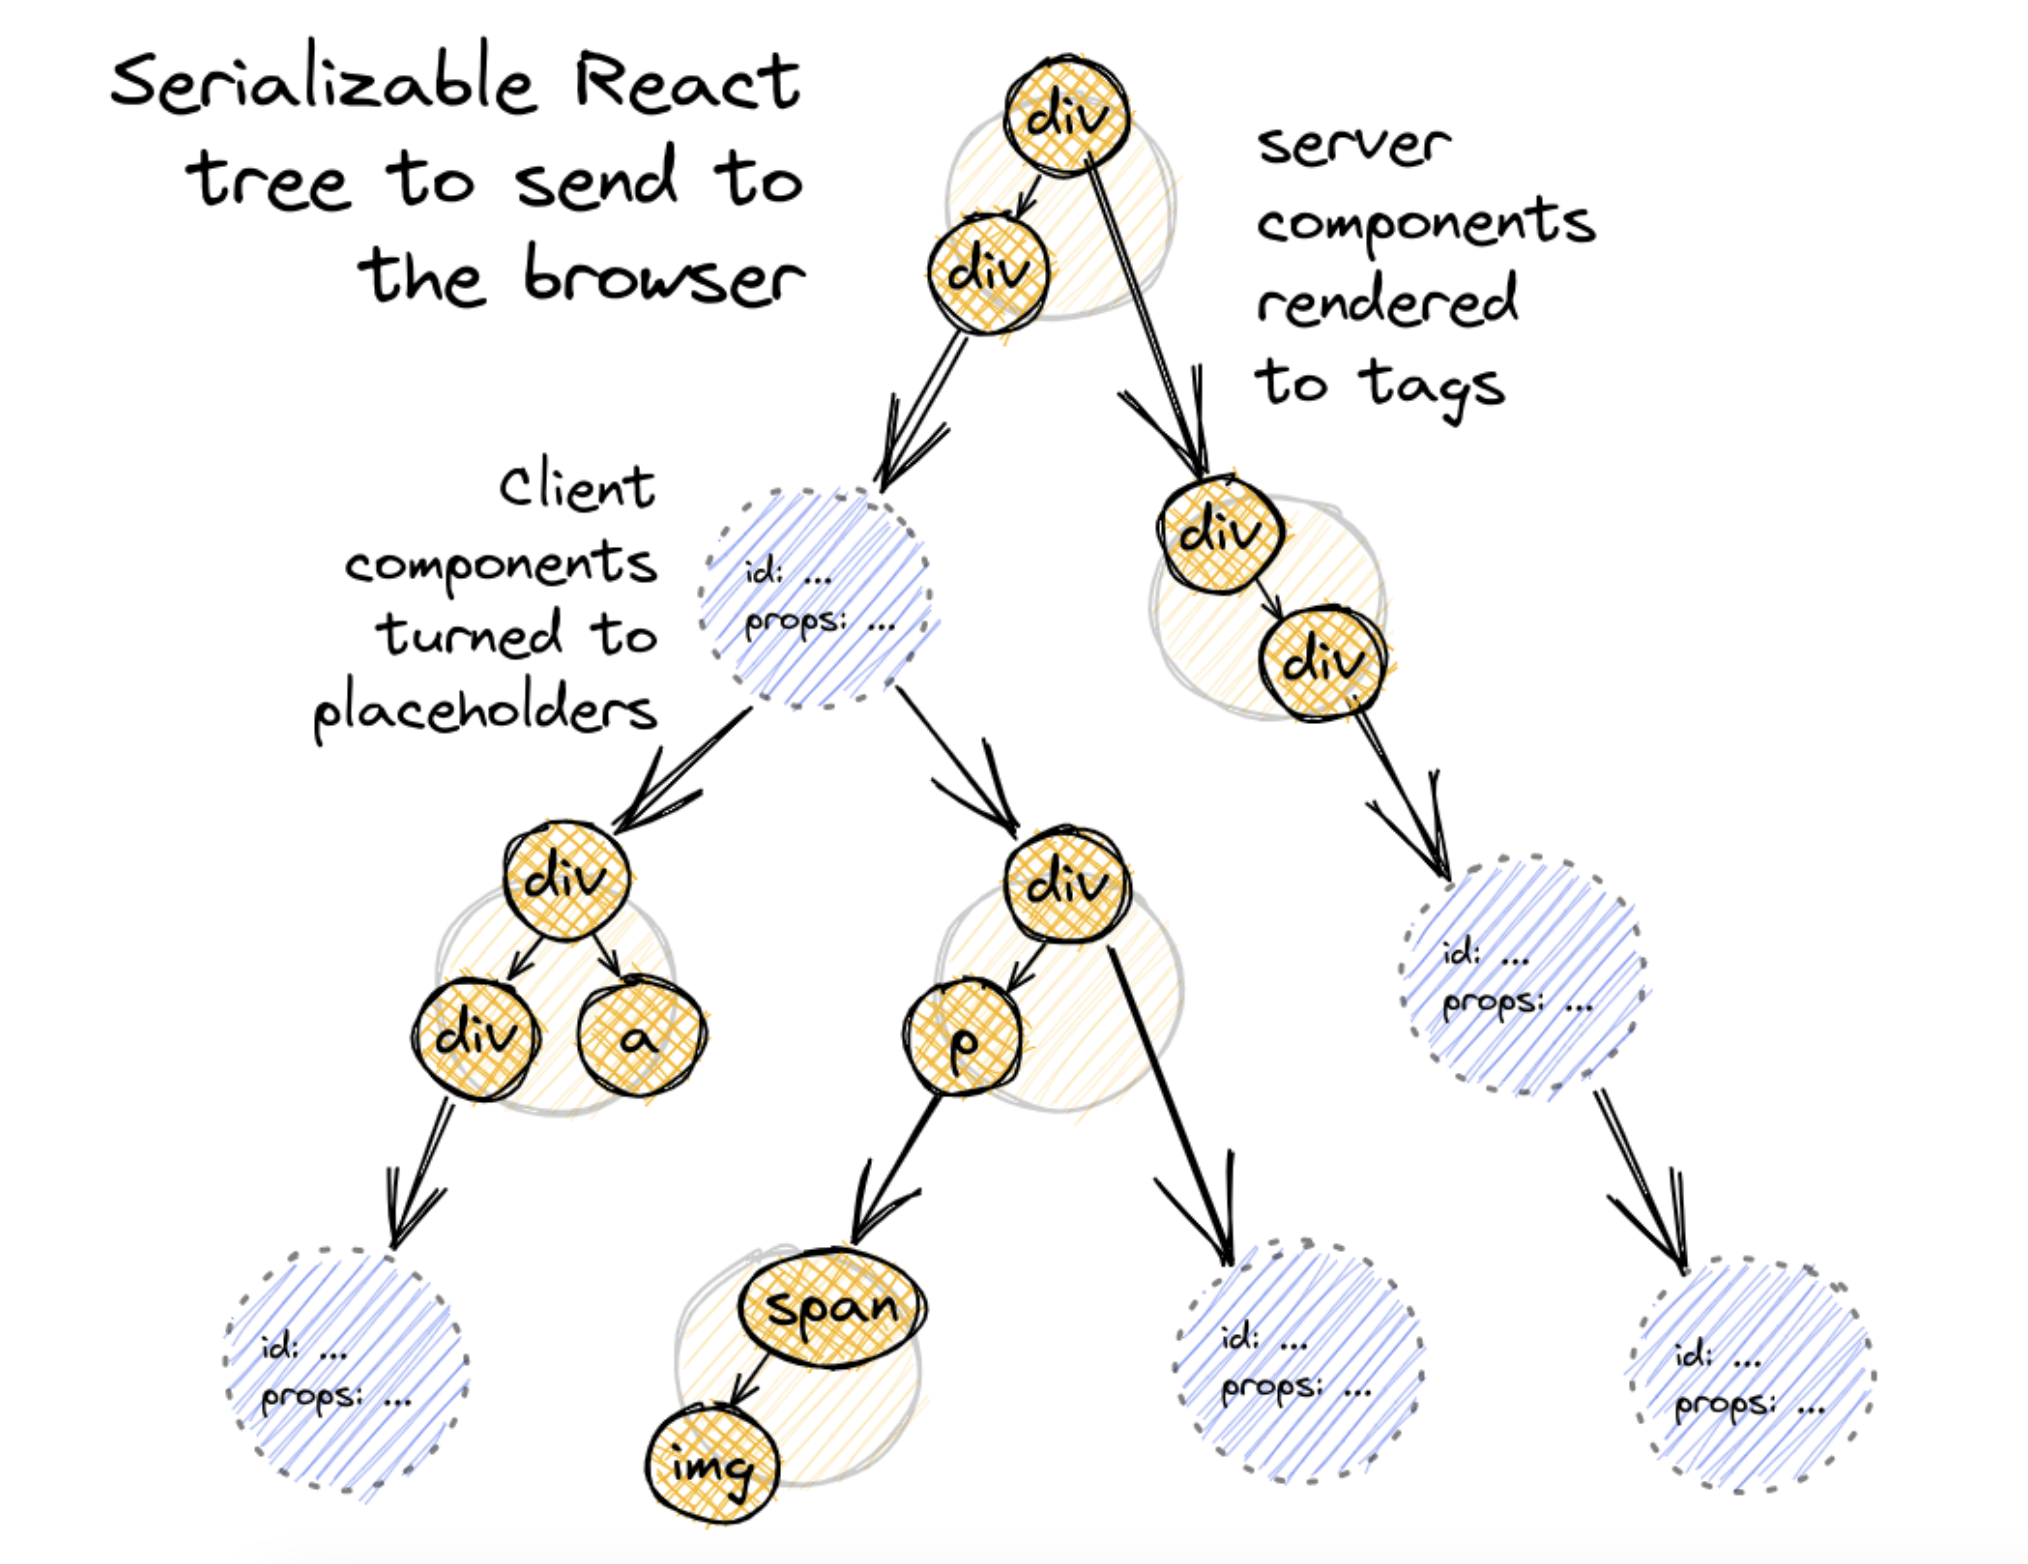 Serializable React
tree to send to
the browser
div
div
server
components
rendered
to tags
Client
components
turned to
placeholders
id: ...
props: ...
div
div
div
div
a
div
p
id: ...
props: ...
id: ...
props: ...
span
img
id: ...
props: ...
id: ...
props: ...